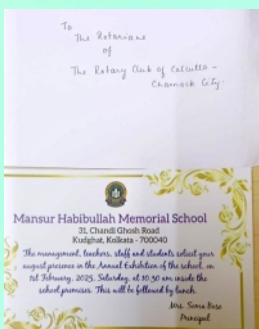 To
The Rotarians
of
The Rotary Club of Calcutta -
Charnock City.
Mansur Habibullah Memorial School
31, Chandi Ghosh Road
Kudghat, Kolkata - 700040
The management, teachers, staff and students solicit your
august presence in the Annual Exhibition of the school, on
1st February, 2025, Saturday, at 10.30 am inside the
school premises. This will be followed by lunch.
Mrs. Soma Bose
Principal